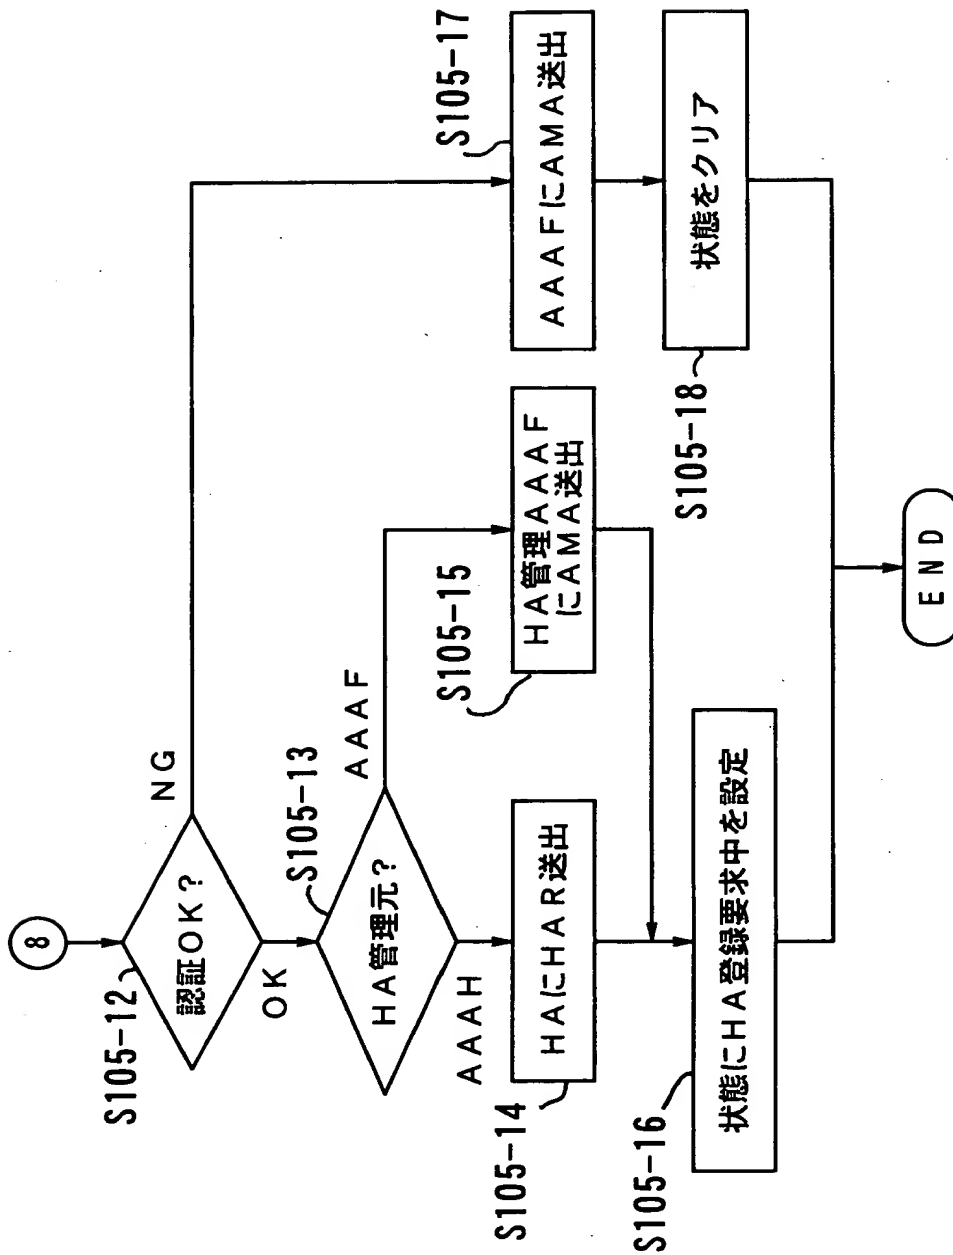 8
S105-12
認証OK?
NG
OK
S105-13
HA管理元?
AAAF
AAAH
S105-14
HAにHAR送出
S105-15
HA管理AAAF
にAMA送出
S105-16
状態にHA登録要求中を設定
S105-17
AAAFにAMA送出
S105-18
状態をクリア
END